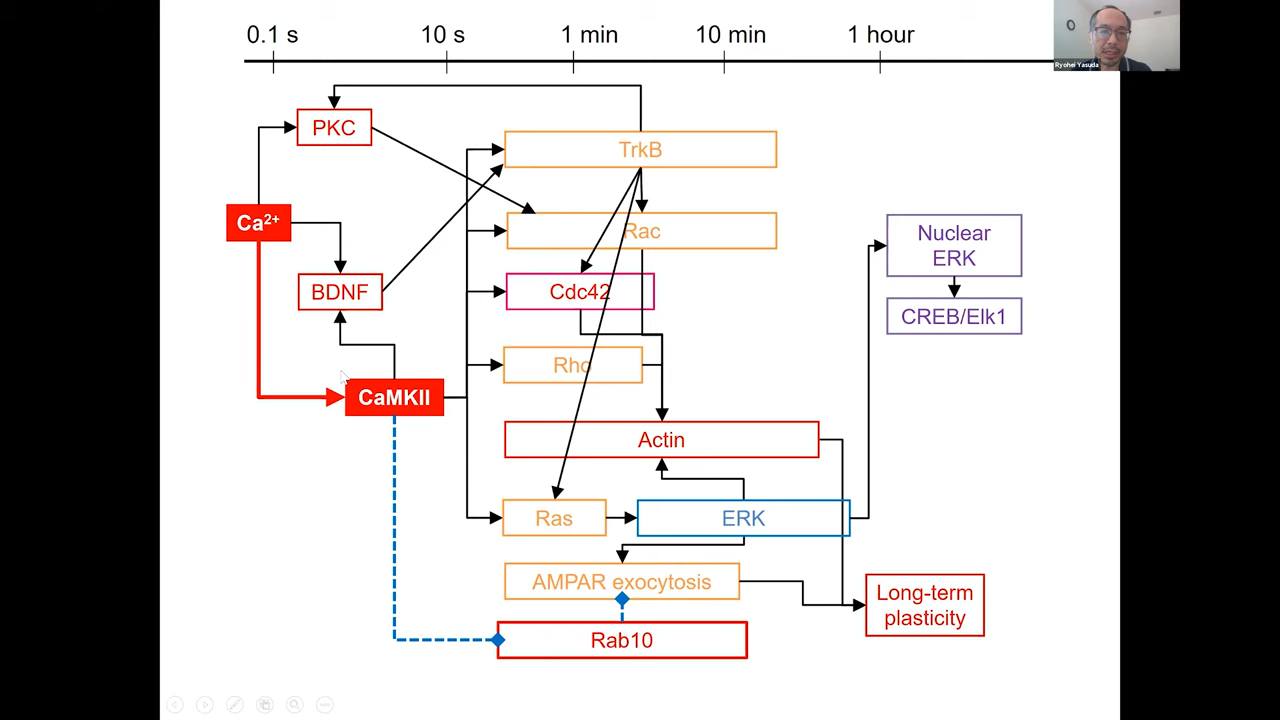 0.1 s
10 s
1 min
10 min
1 hour
Ryohei Yasuda
PKC
TrkB
Ca²⁺
Rac
Nuclear
ERK
BDNF
Cdc42
CREB/Elk1
Rho
CaMKII
Actin
Ras
ERK
AMPAR exocytosis
Long-term
plasticity
Rab10